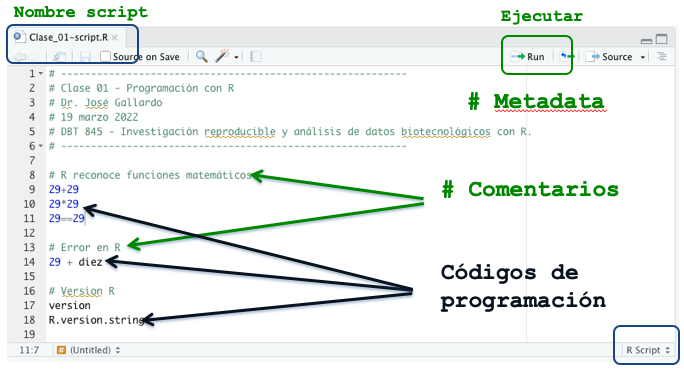 Nombre script
Ejecutar
Clase_01-script.R
Source on Save
Run
Source
1 # ----------------------------------------------------------
2 # Clase 01 - Programación con R
3 # Dr. José Gallardo
4 # 19 marzo 2022
5 # DBT 845 - Investigación reproducible y análisis de datos biotecnológicos con R.
6 # ----------------------------------------------------------
# Metadata
7
8 # R reconoce funciones matemáticos
9 29+29
10 29*29
11 29==29
# Comentarios
12
13 # Error en R
14 29 + diez
15
16 # Version R
17 version
18 R.version.string
19
Códigos de
programación
11:7
# (Untitled)
R Script